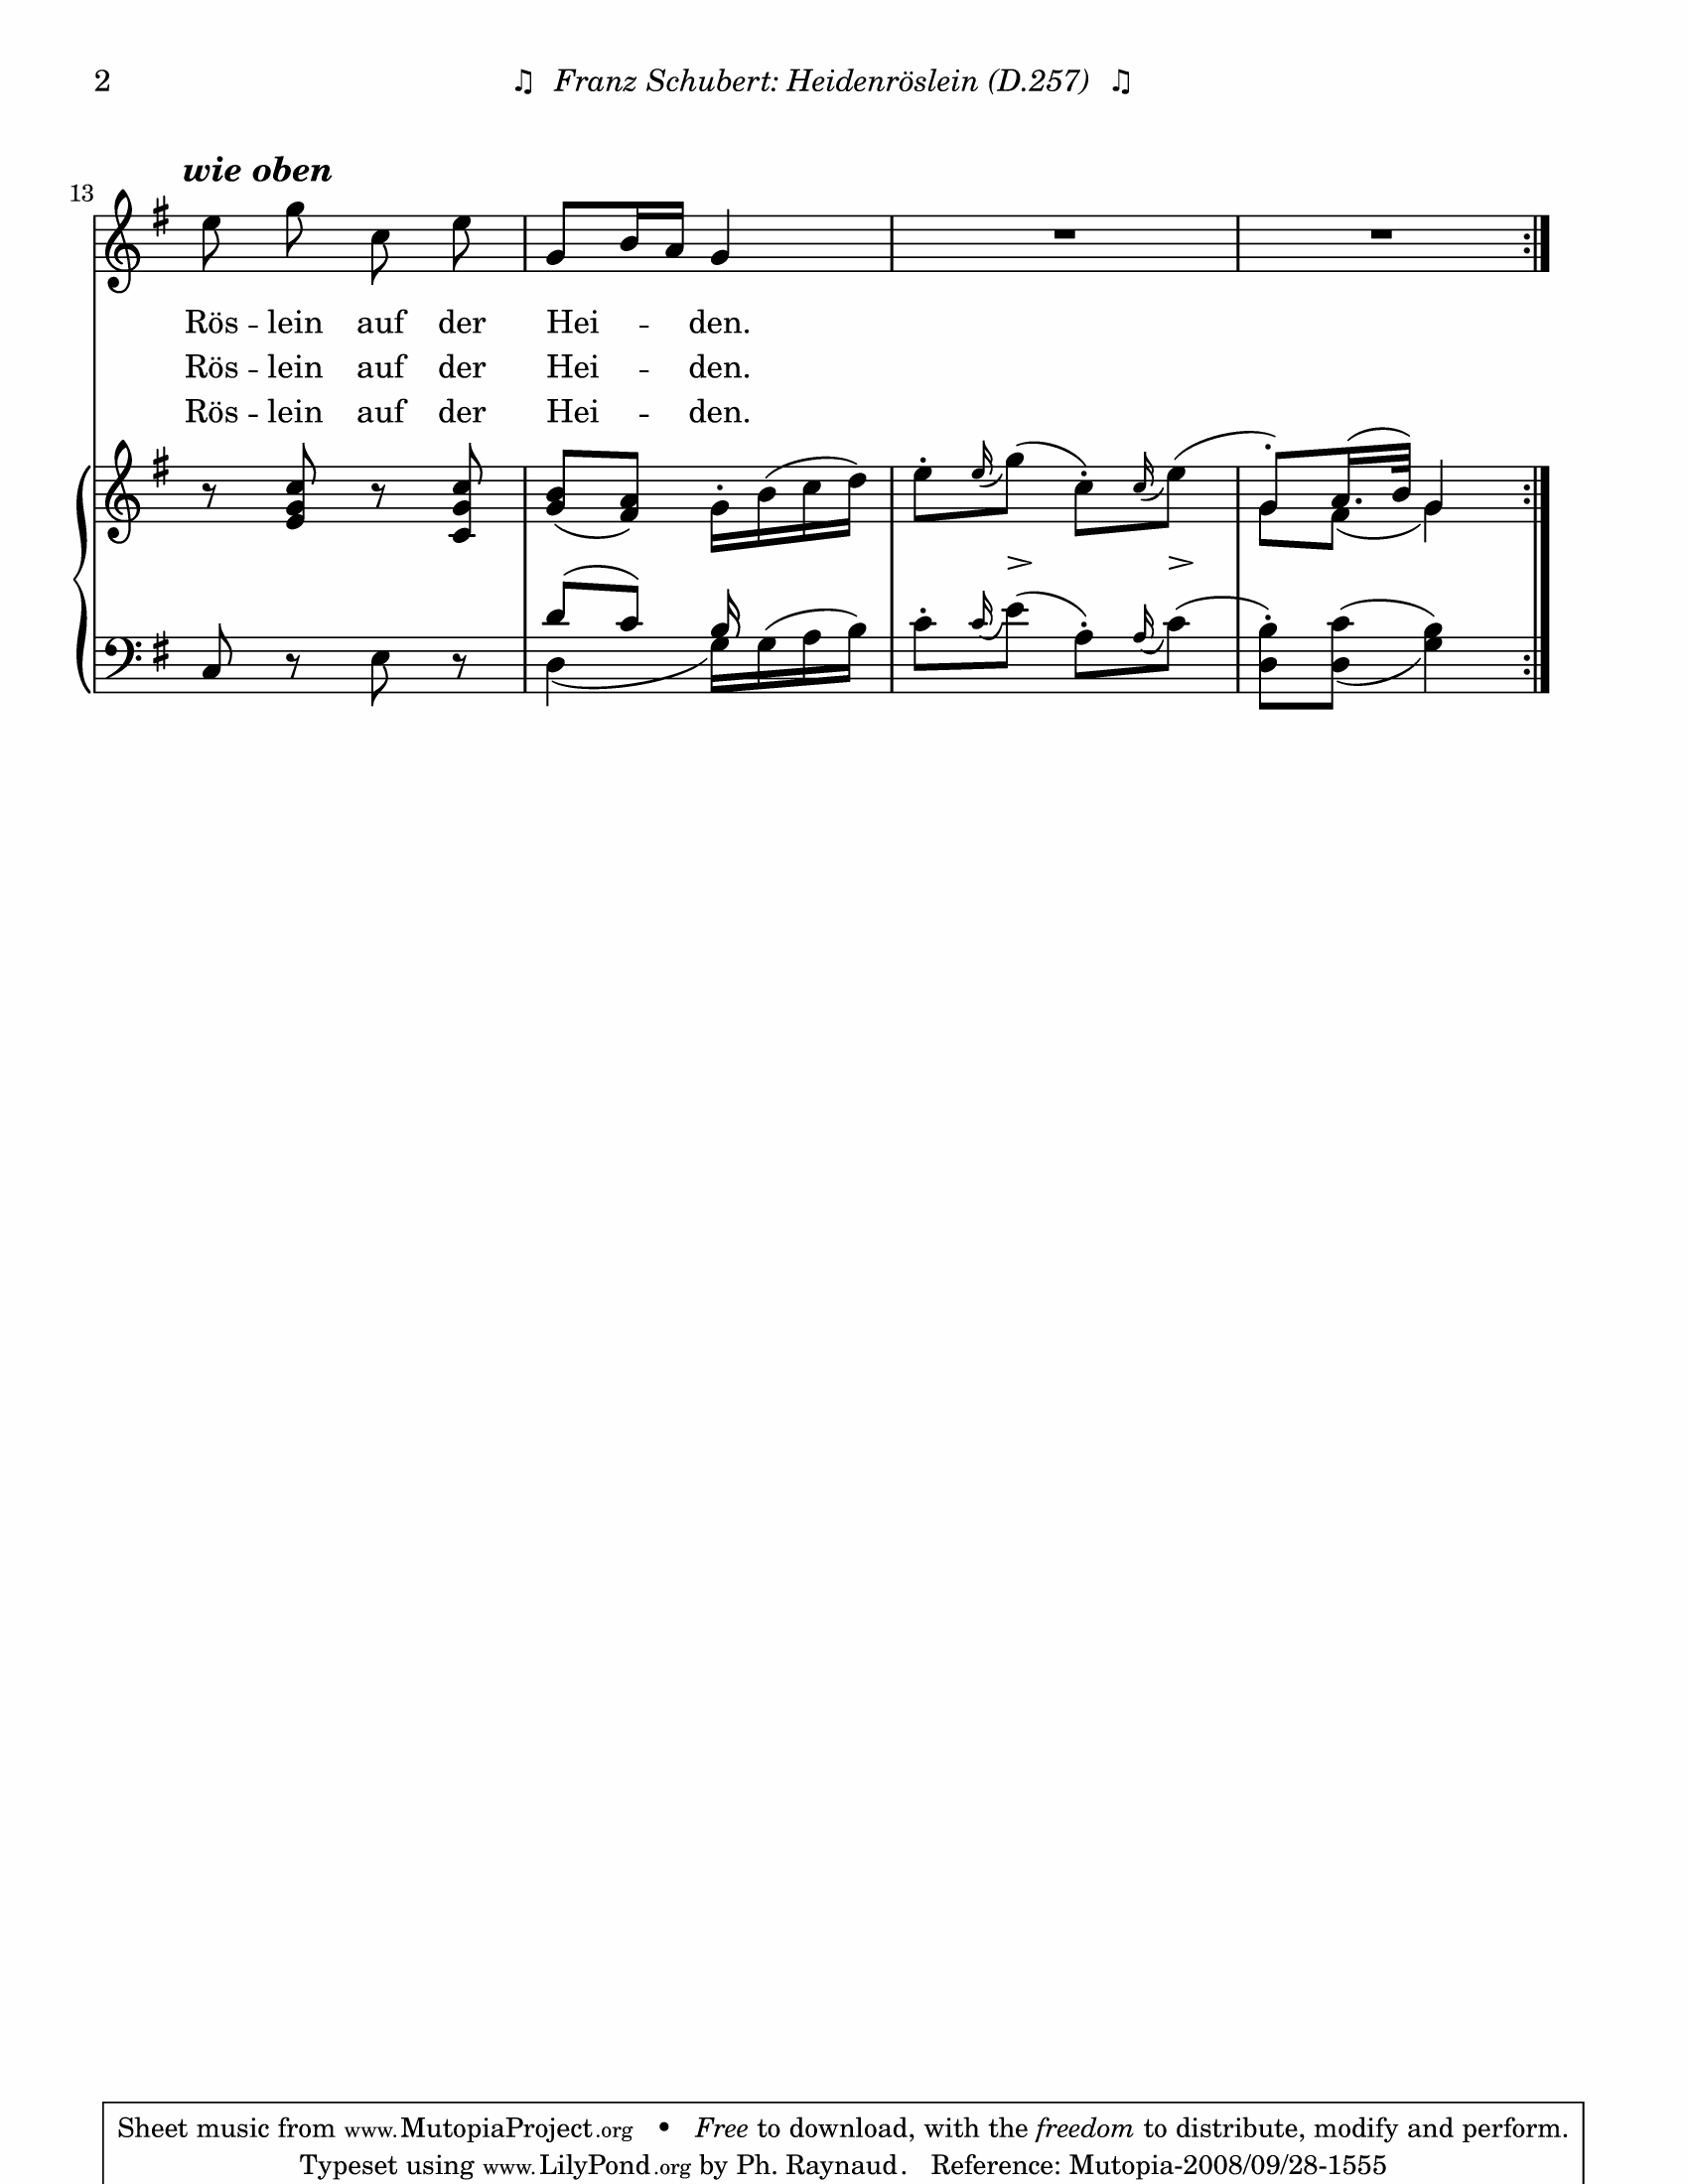 2 ♫ Franz Schubert: Heidenröslein (D.257) ♫
wie oben
13
Rös -- lein auf der Hei -- den.
Rös -- lein auf der Hei -- den.
Rös -- lein auf der Hei -- den.
Sheet music from www.MutopiaProject.org • Free to download, with the freedom to distribute, modify and perform.
Typeset using www.LilyPond.org by Ph. Raynaud. Reference: Mutopia-2008/09/28-1555